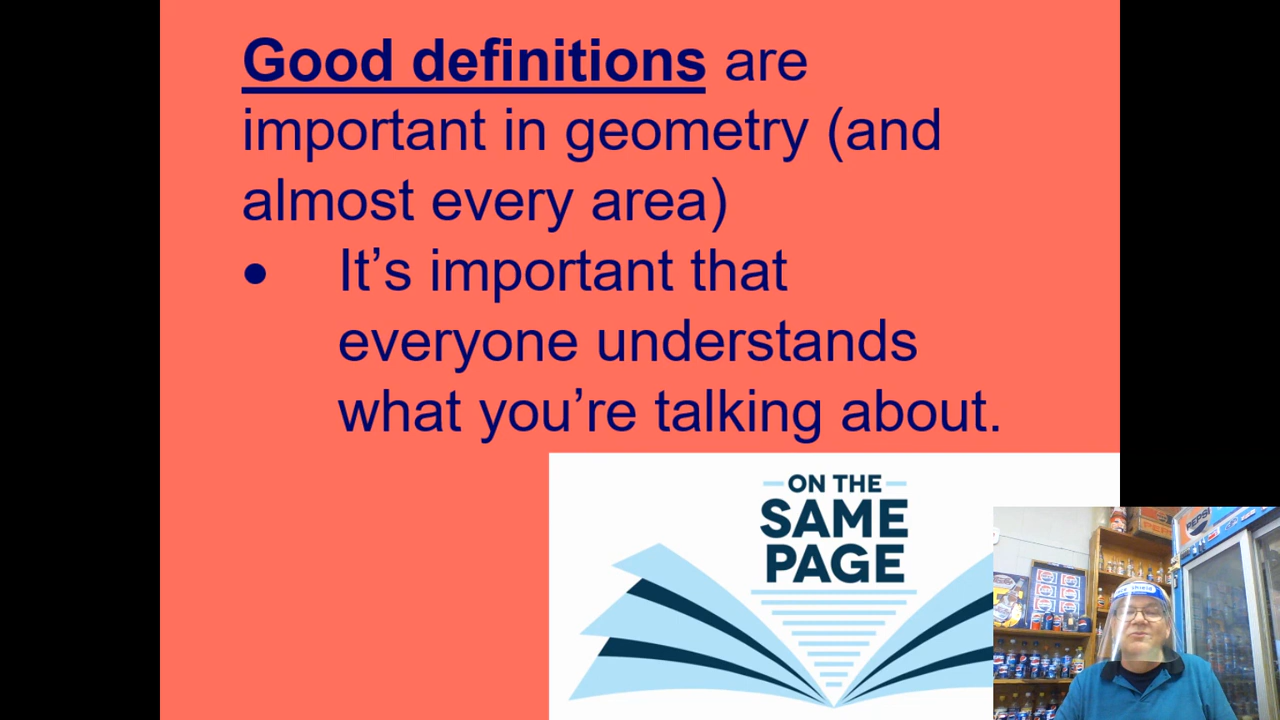 Good definitions are
important in geometry (and
almost every area)
● It’s important that
everyone understands
what you’re talking about.
ON THE
SAME
PAGE
PEPSI